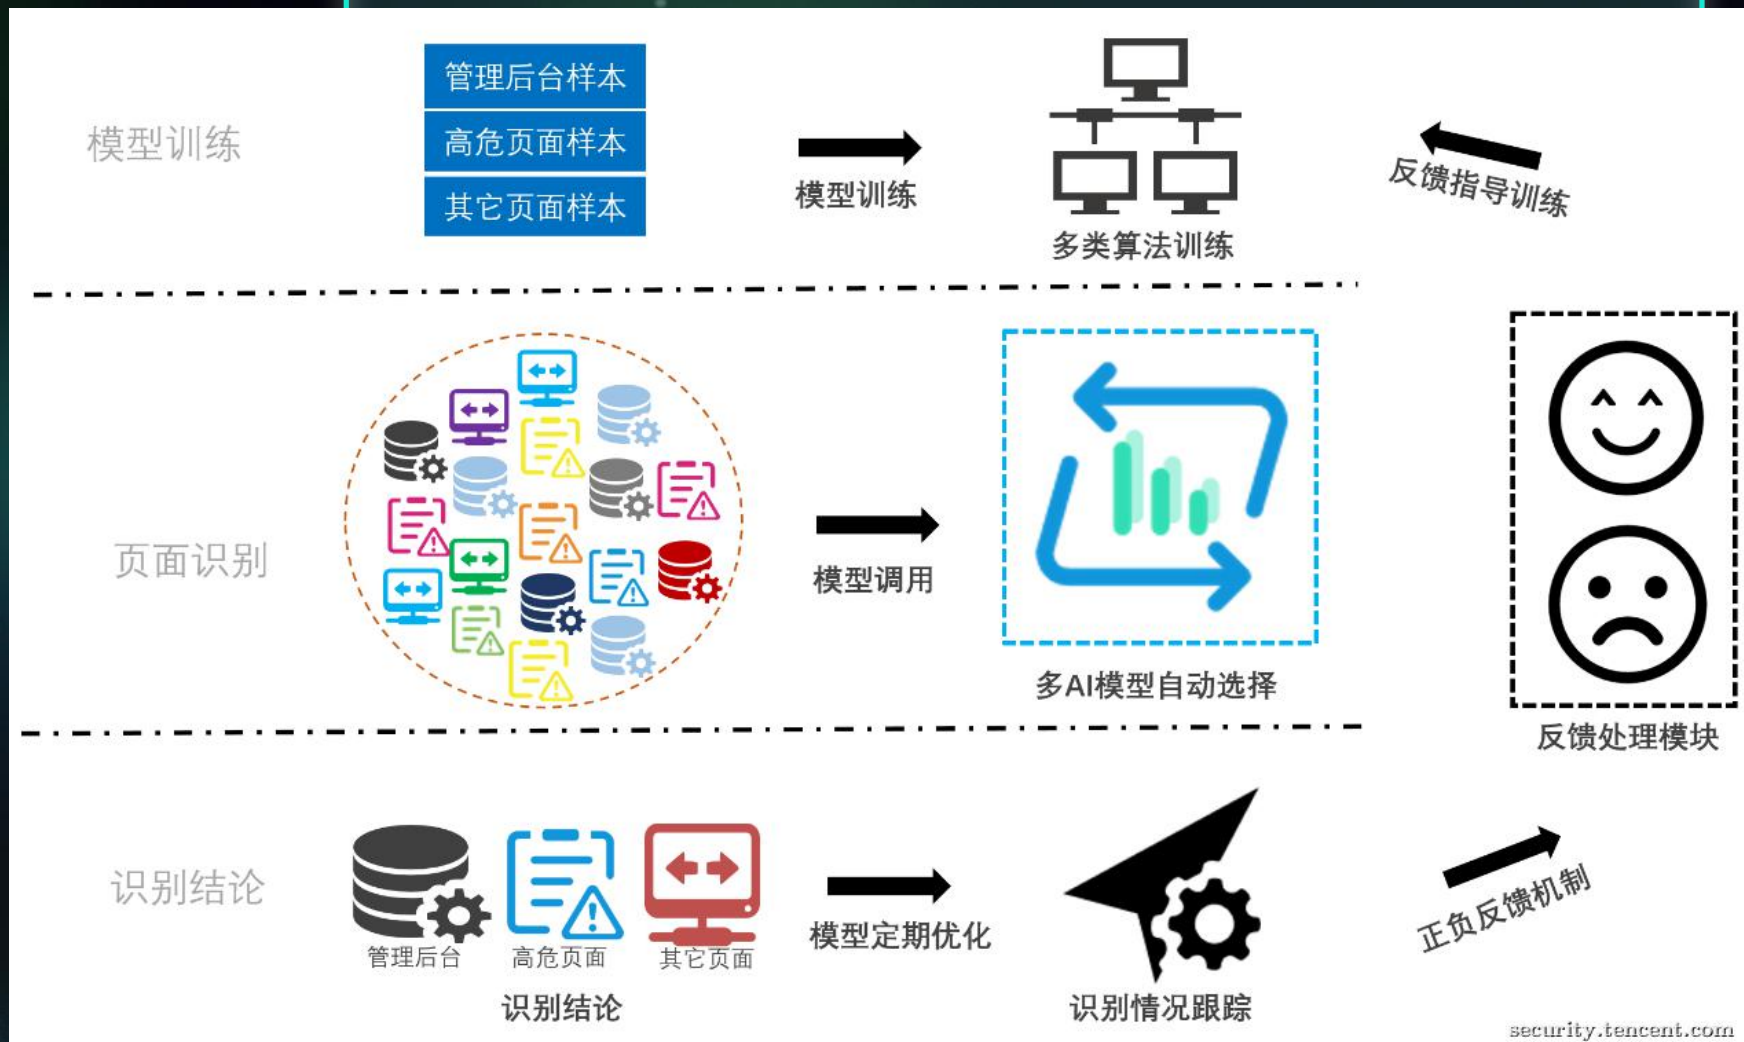 管理后台样本
高危页面样本
其它页面样本
模型训练
模型训练
多类算法训练
反馈指导训练
页面识别
模型调用
多AI模型自动选择
反馈处理模块
识别结论
管理后台
高危页面
其它页面
识别结论
模型定期优化
识别情况跟踪
正负反馈机制
security.tencent.com